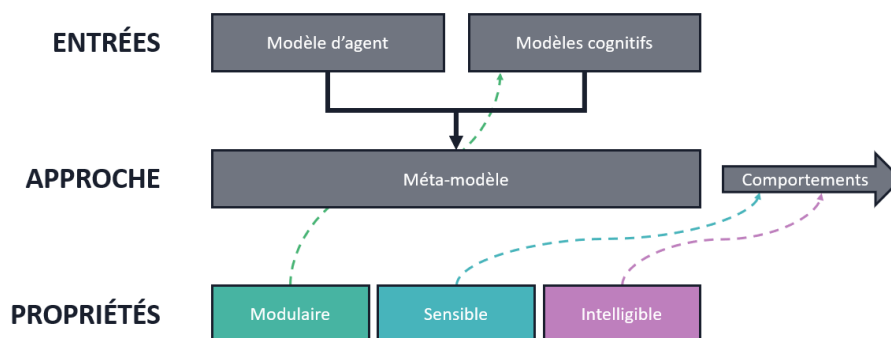 ENTRÉES
Modèle d'agent
Modèles cognitifs
APPROCHE
Méta-modèle
Comportements
PROPRIÉTÉS
Modulaire
Sensible
Intelligible